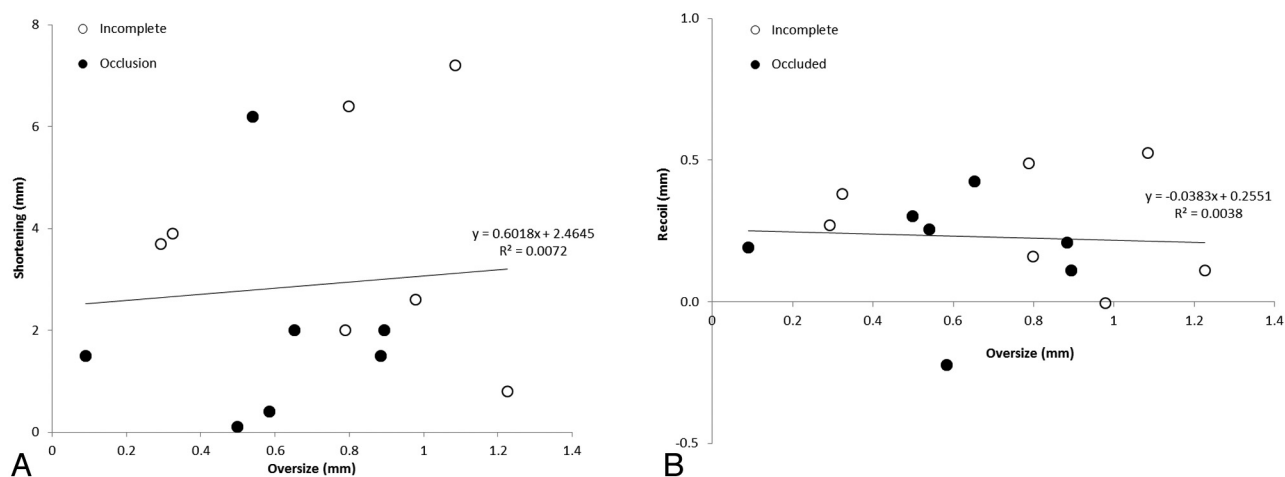 8
6
4
2
0
Shortening (mm)
Incomplete
Occlusion
y = 0.6018x + 2.4645
R² = 0.0072
0 0.2 0.4 0.6 0.8 1 1.2 1.4
Oversize (mm)
A
1.0
0.5
0.0
-0.5
Recoil (mm)
Incomplete
Occluded
y = -0.0383x + 0.2551
R² = 0.0038
0 0.2 0.4 0.6 0.8 1 1.2 1.4
Oversize (mm)
B